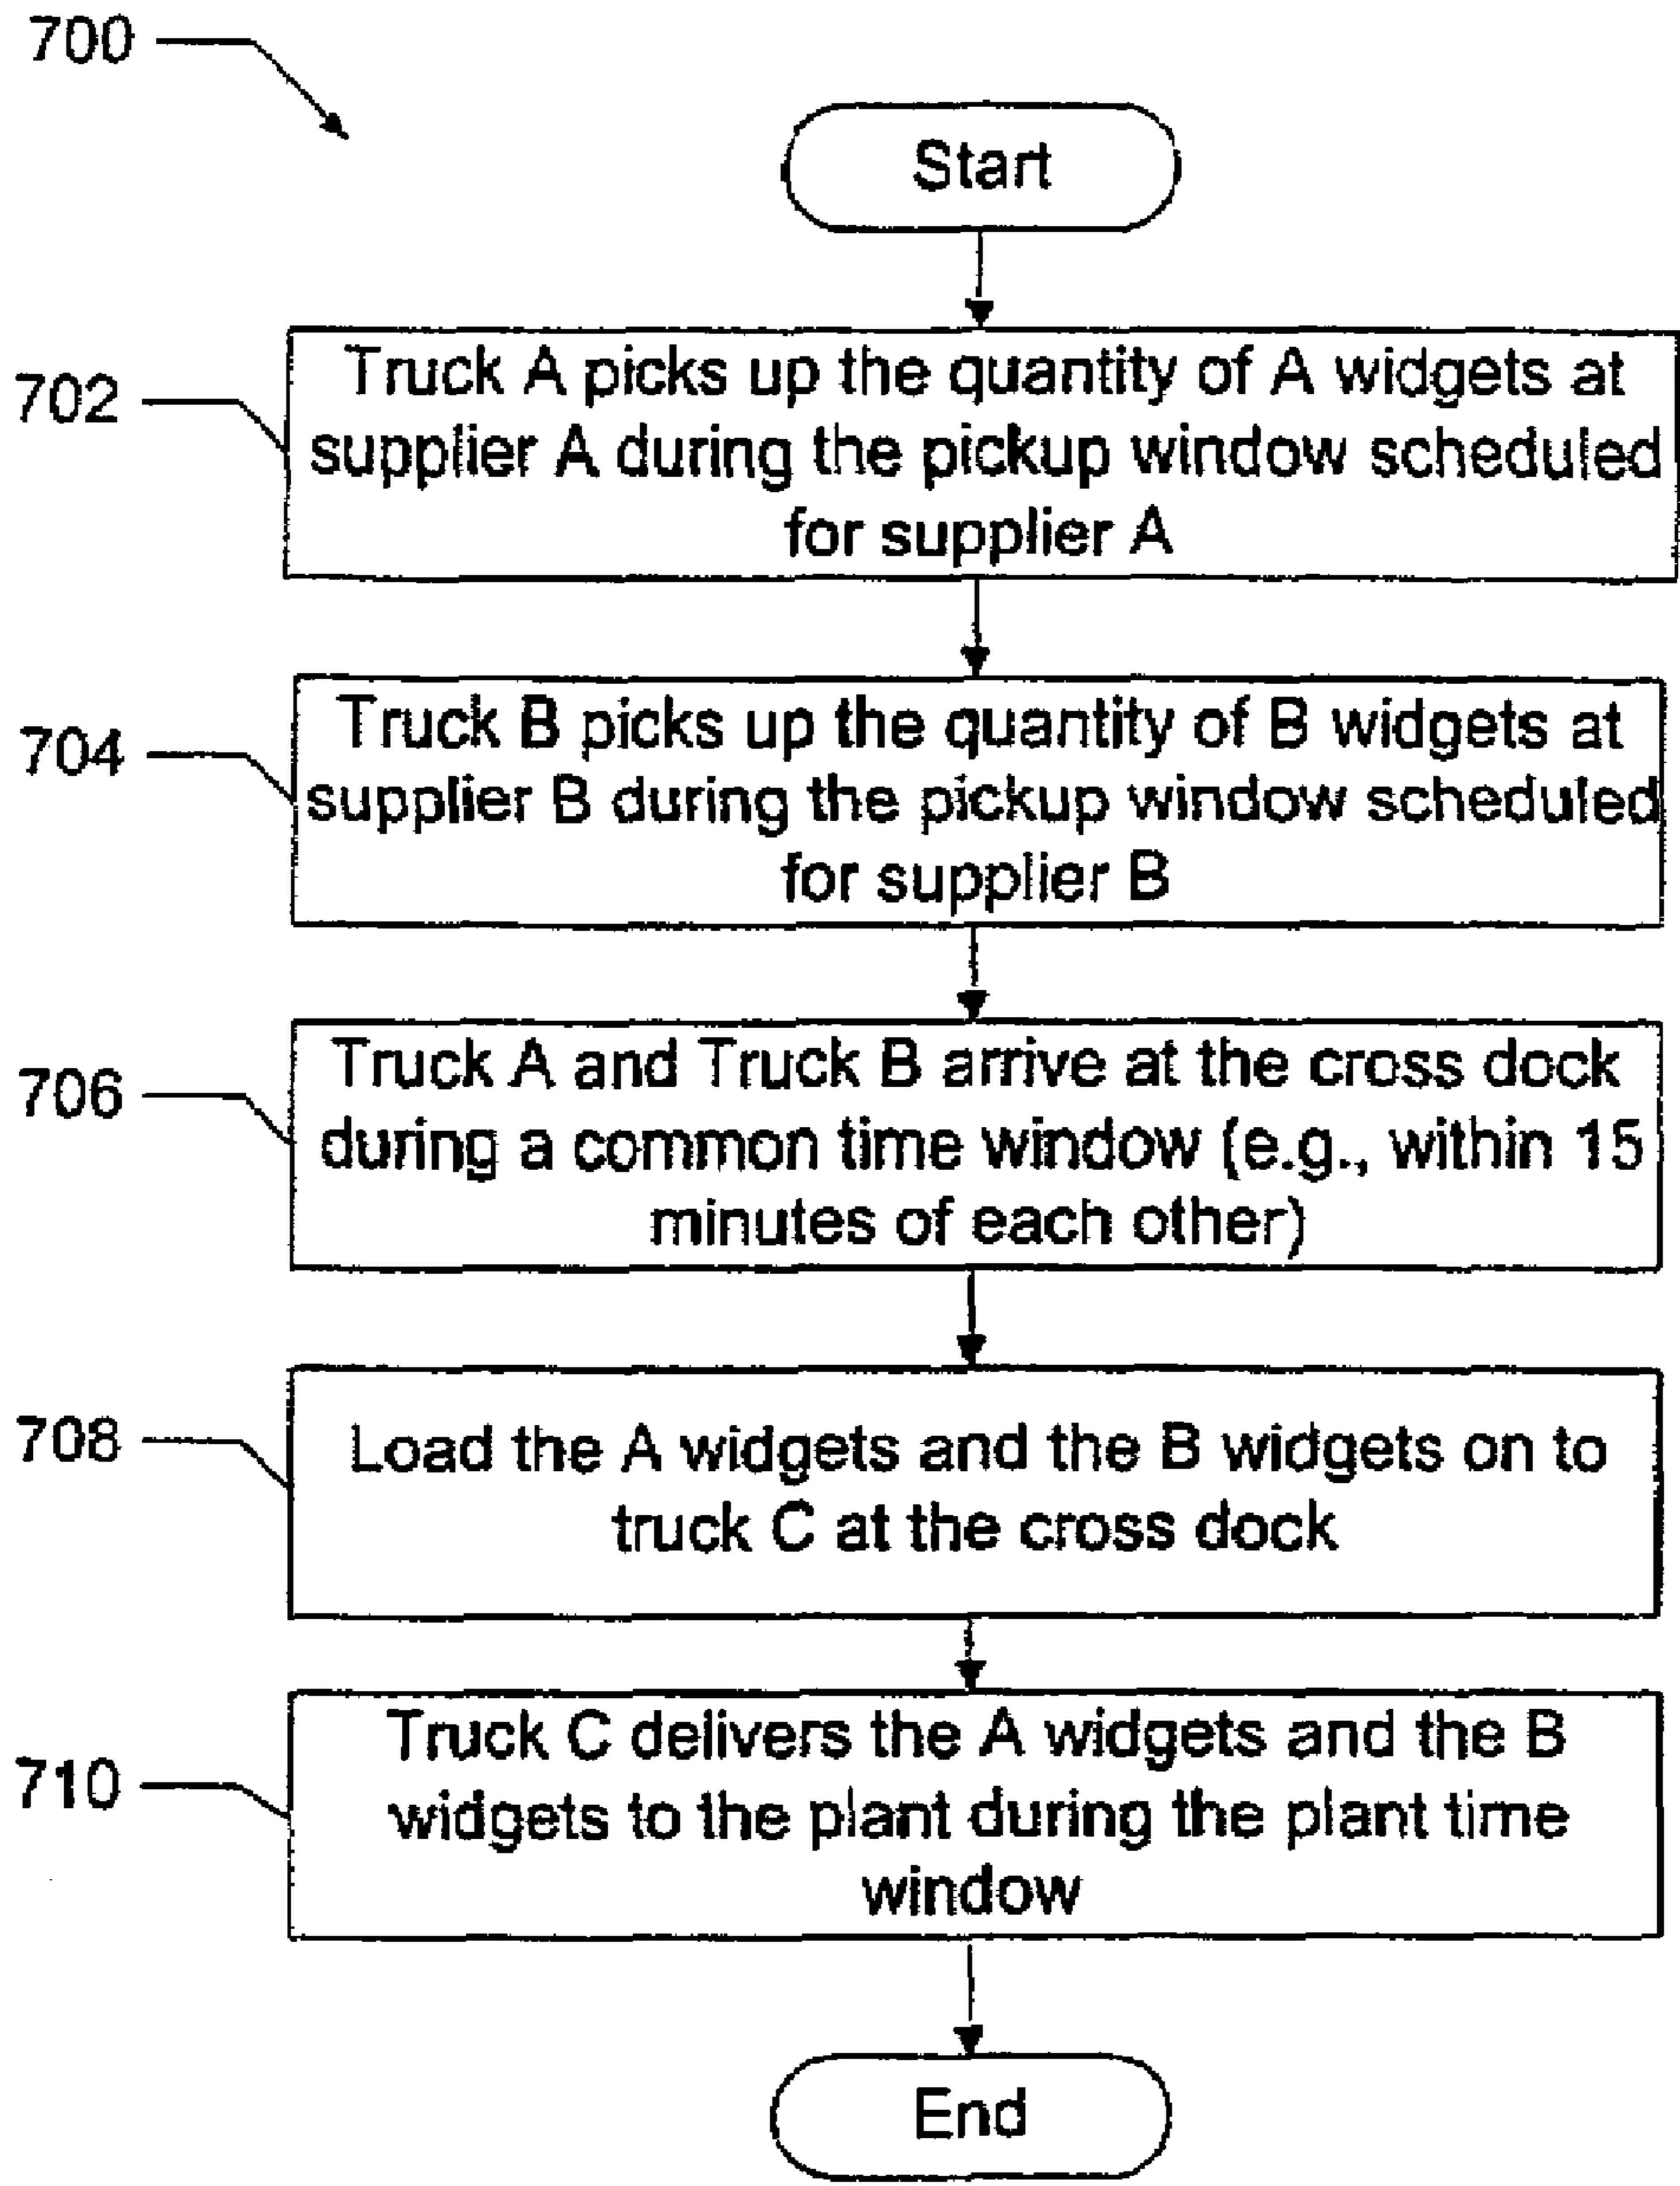 700
Start
702
Truck A picks up the quantity of A widgets at
supplier A during the pickup window scheduled
for supplier A
704
Truck B picks up the quantity of B widgets at
supplier B during the pickup window scheduled
for supplier B
706
Truck A and Truck B arrive at the cross dock
during a common time window (e.g., within 15
minutes of each other)
708
Load the A widgets and the B widgets on to
truck C at the cross dock
710
Truck C delivers the A widgets and the B
widgets to the plant during the plant time
window
End